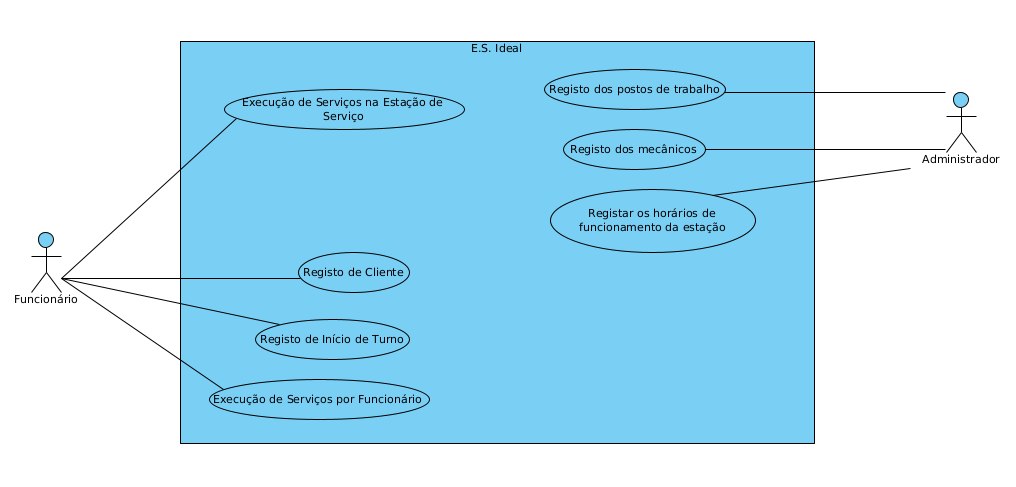 E.S. Ideal
Execução de Serviços na Estação de
Serviço
Registo dos postos de trabalho
Registo dos mecânicos
Administrador
Registar os horários de
funcionamento da estação
Registo de Cliente
Funcionário
Registo de Início de Turno
Execução de Serviços por Funcionário